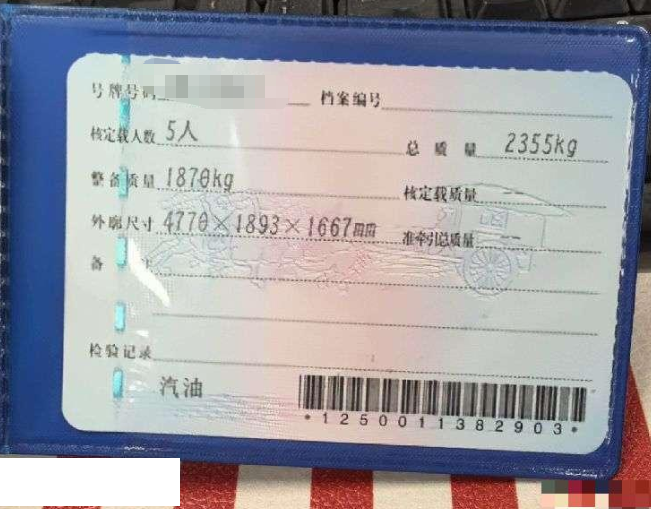 号牌号码 档案编号
核定载人数 5人 总质量 2355kg
整备质量 1870kg 核定载质量
外廓尺寸 4770×1893×1667mm 准牵引总质量
备
检验记录
汽油
*1250011382903*